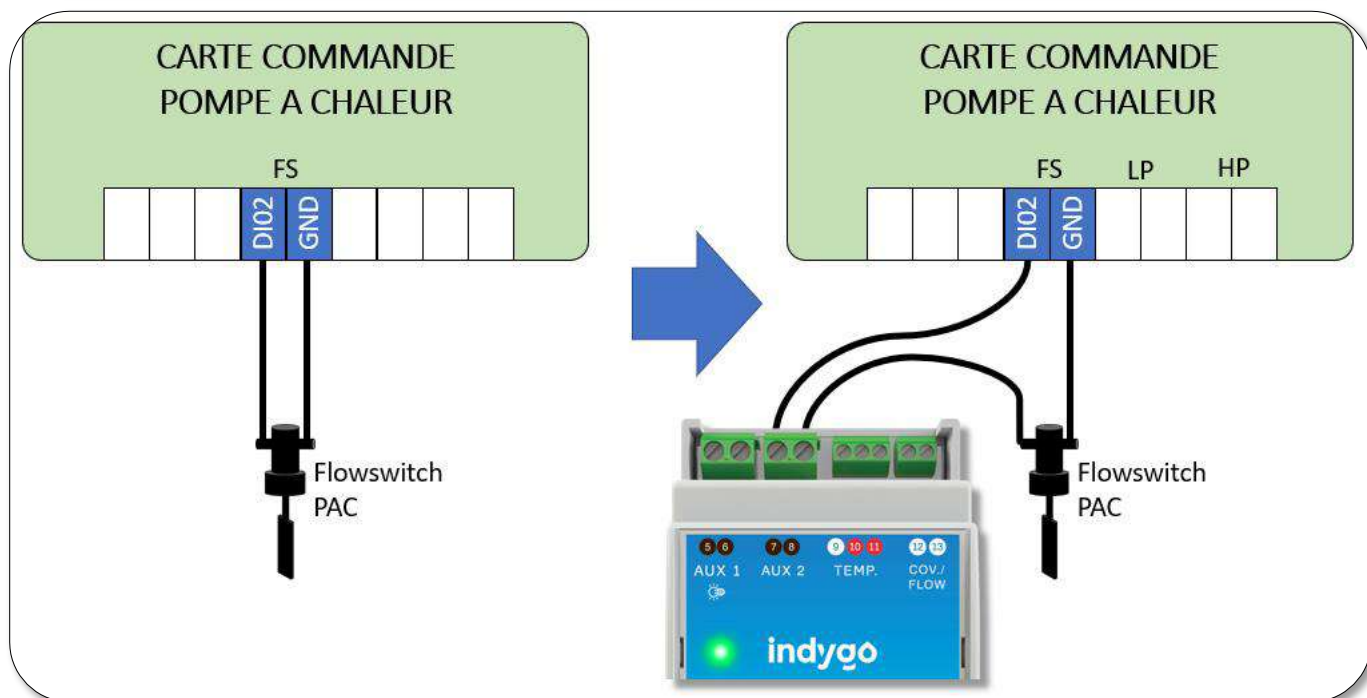 CARTE COMMANDE
POMPE A CHALEUR
FS
DI02
GND
Flowswitch
PAC
CARTE COMMANDE
POMPE A CHALEUR
FS LP HP
DI02
GND
Flowswitch
PAC
5 6 7 8 9 10 11 12 13
AUX 1 AUX 2 TEMP. COV./
FLOW
indygo